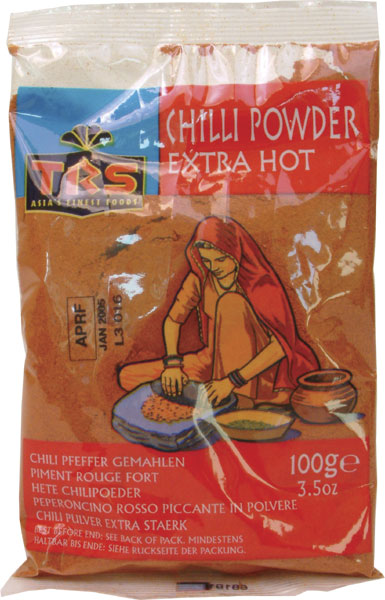 CHILLI POWDER
EXTRA HOT
TRS
ASIA'S FINEST FOODS
APRF
JAN 2005
L3 016
CHILI PFEFFER GEMAHLEN
PIMENT ROUGE FORT
HETE CHILIPOEDER
PEPERONCINO ROSSO PICCANTE IN POLVERE
CHILI PULVER EXTRA STAERK
BEST BEFORE END: SEE BACK OF PACK. MINDESTENS
HALTBAR BIS ENDE: SIEHE RUCKSEITE DER PACKUNG.
100g e
3.5oz